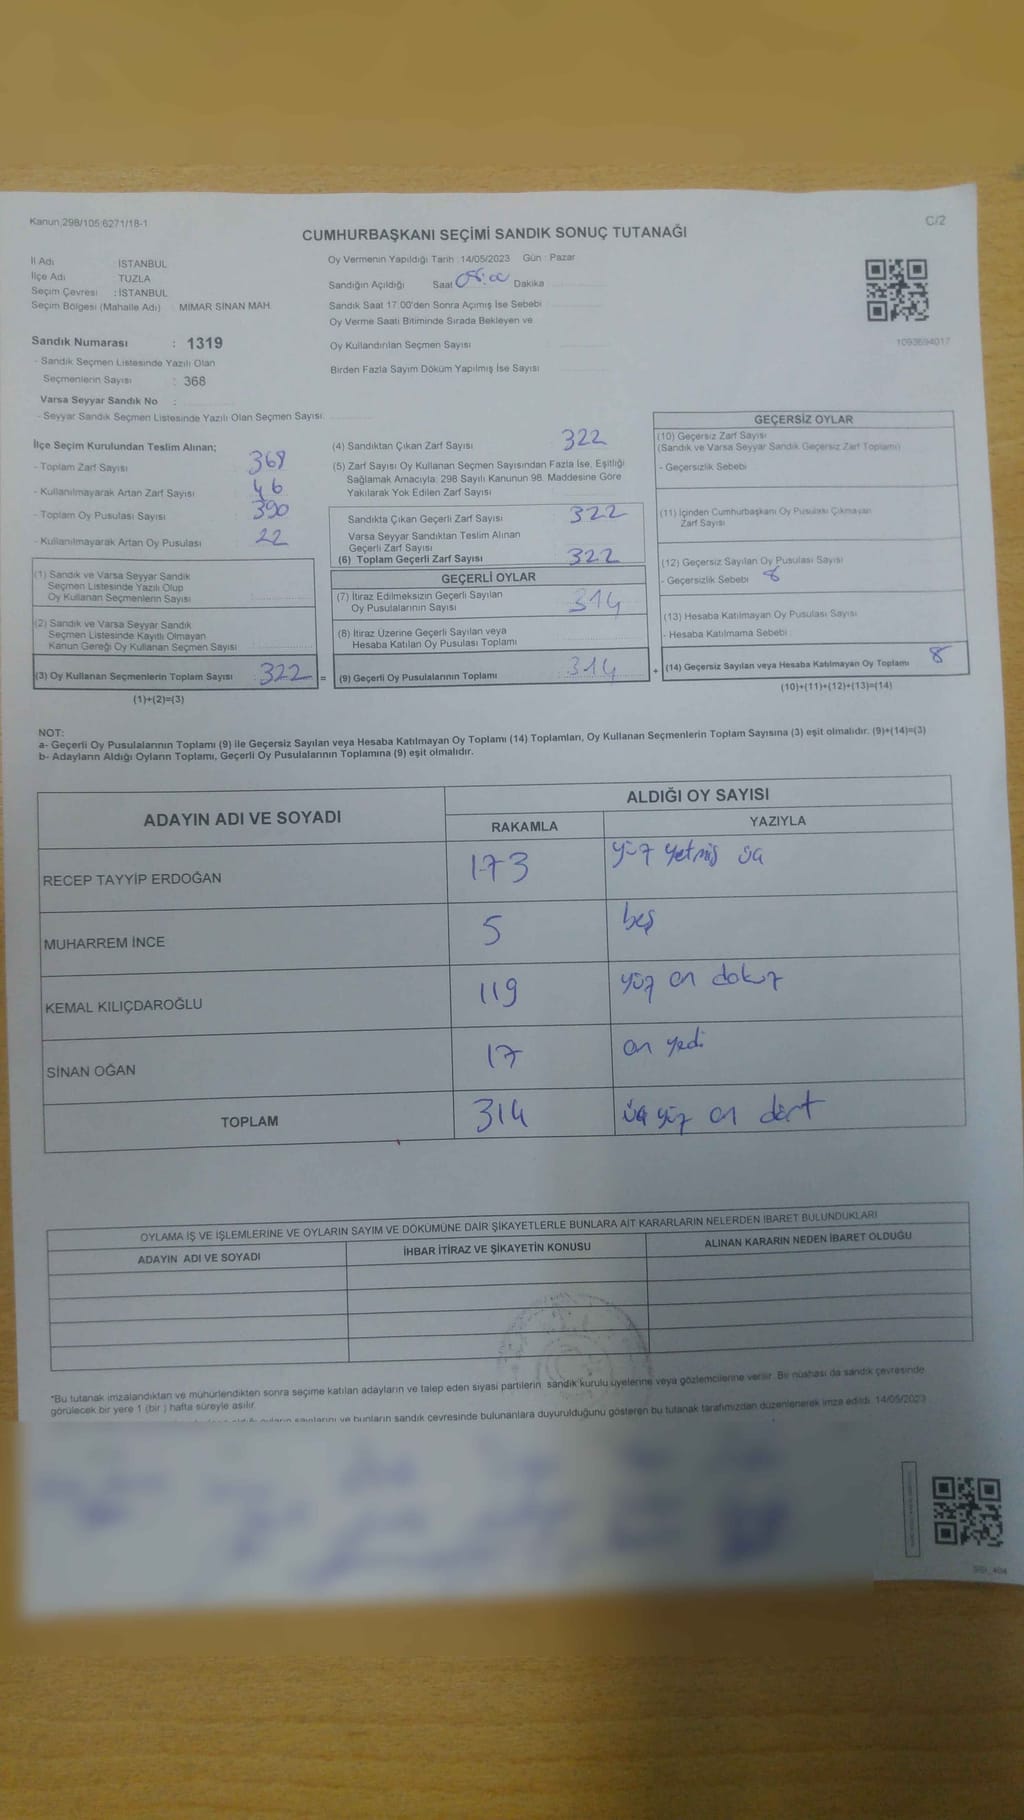 Kanun:298/105:6271/18-1
C/2
CUMHURBAŞKANI SEÇİMİ SANDIK SONUÇ TUTANAĞI
İl Adı İSTANBUL
İlçe Adı TUZLA
Seçim Çevresi : İSTANBUL
Seçim Bölgesi (Mahalle Adı) : MİMAR SİNAN MAH
Oy Vermenin Yapıldığı Tarih : 14/05/2023 Gün : Pazar
Sandığın Açıldığı Saat 08:00 Dakika
Sandık Saat 17:00'den Sonra Açımış İse Sebebi
Oy Verme Saati Bitiminde Sırada Bekleyen ve
Oy Kullandırılan Seçmen Sayısı
Birden Fazla Sayım Döküm Yapılmış İse Sayısı
1093694017
Sandık Numarası : 1319
- Sandık Seçmen Listesinde Yazılı Olan
Seçmenlerin Sayısı : 368
Varsa Seyyar Sandık No :
- Seyyar Sandık Seçmen Listesinde Yazılı Olan Seçmen Sayısı:
İlçe Seçim Kurulundan Teslim Alınan;
- Toplam Zarf Sayısı 368
- Kullanılmayarak Artan Zarf Sayısı 46
- Toplam Oy Pusulası Sayısı 390
- Kullanılmayarak Artan Oy Pusulası 22
(1) Sandık ve Varsa Seyyar Sandık
Seçmen Listesinde Yazılı Olup
Oy Kullanan Seçmenlerin Sayısı
(2) Sandık ve Varsa Seyyar Sandık
Seçmen Listesinde Kayıtlı Olmayan
Kanun Gereği Oy Kullanan Seçmen Sayısı
(3) Oy Kullanan Seçmenlerin Toplam Sayısı 322 =
(1)+(2)=(3)
(4) Sandıktan Çıkan Zarf Sayısı 322
(5) Zarf Sayısı Oy Kullanan Seçmen Sayısından Fazla İse, Eşitliği
Sağlamak Amacıyla; 298 Sayılı Kanunun 98. Maddesine Göre
Yakılarak Yok Edilen Zarf Sayısı
Sandıkta Çıkan Geçerli Zarf Sayısı 322
Varsa Seyyar Sandıktan Teslim Alınan
Geçerli Zarf Sayısı
(6) Toplam Geçerli Zarf Sayısı 322
GEÇERLİ OYLAR
(7) İtiraz Edilmeksizin Geçerli Sayılan
Oy Pusulalarının Sayısı 314
(8) İtiraz Üzerine Geçerli Sayılan veya
Hesaba Katılan Oy Pusulası Toplamı
(9) Geçerli Oy Pusulalarının Toplamı 314 +
GEÇERSİZ OYLAR
(10) Geçersiz Zarf Sayısı
(Sandık ve Varsa Seyyar Sandık Geçersiz Zarf Toplamı)
- Geçersizlik Sebebi
(11) İçinden Cumhurbaşkanı Oy Pusulası Çıkmayan
Zarf Sayısı
(12) Geçersiz Sayılan Oy Pusulası Sayısı
- Geçersizlik Sebebi 8
(13) Hesaba Katılmayan Oy Pusulası Sayısı
- Hesaba Katılmama Sebebi
(14) Geçersiz Sayılan veya Hesaba Katılmayan Oy Toplamı 8
(10)+(11)+(12)+(13)=(14)
NOT:
a- Geçerli Oy Pusulalarının Toplamı (9) ile Geçersiz Sayılan veya Hesaba Katılmayan Oy Toplamı (14) Toplamları, Oy Kullanan Seçmenlerin Toplam Sayısına (3) eşit olmalıdır. (9)+(14)=(3)
b- Adayların Aldığı Oyların Toplamı, Geçerli Oy Pusulalarının Toplamına (9) eşit olmalıdır.
ADAYIN ADI VE SOYADI
ALDIĞI OY SAYISI
RAKAMLA YAZIYLA
RECEP TAYYİP ERDOĞAN 173 yüz yetmiş üç
MUHARREM İNCE 5 beş
KEMAL KILIÇDAROĞLU 119 yüz on dokuz
SİNAN OĞAN 17 on yedi
TOPLAM 314 üç yüz on dört
OYLAMA İŞ VE İŞLEMLERİNE VE OYLARIN SAYIM VE DÖKÜMÜNE DAİR ŞİKAYETLERLE BUNLARA AİT KARARLARIN NELERDEN İBARET BULUNDUKLARI
ADAYIN ADI VE SOYADI İHBAR İTİRAZ VE ŞİKAYETİN KONUSU ALINAN KARARIN NEDEN İBARET OLDUĞU
*Bu tutanak imzalandıktan ve mühürlendikten sonra seçime katılan adayların ve talep eden siyasi partilerin sandık kurulu üyelerine veya gözlemcilerine verilir. Bir nüshası da sandık çevresinde
görülecek bir yere 1 (bir ) hafta süreyle asılır.
ve bunların sandık çevresinde bulunanlara duyurulduğunu gösteren bu tutanak tarafımızdan düzenlenerek imza edildi. 14/05/2023